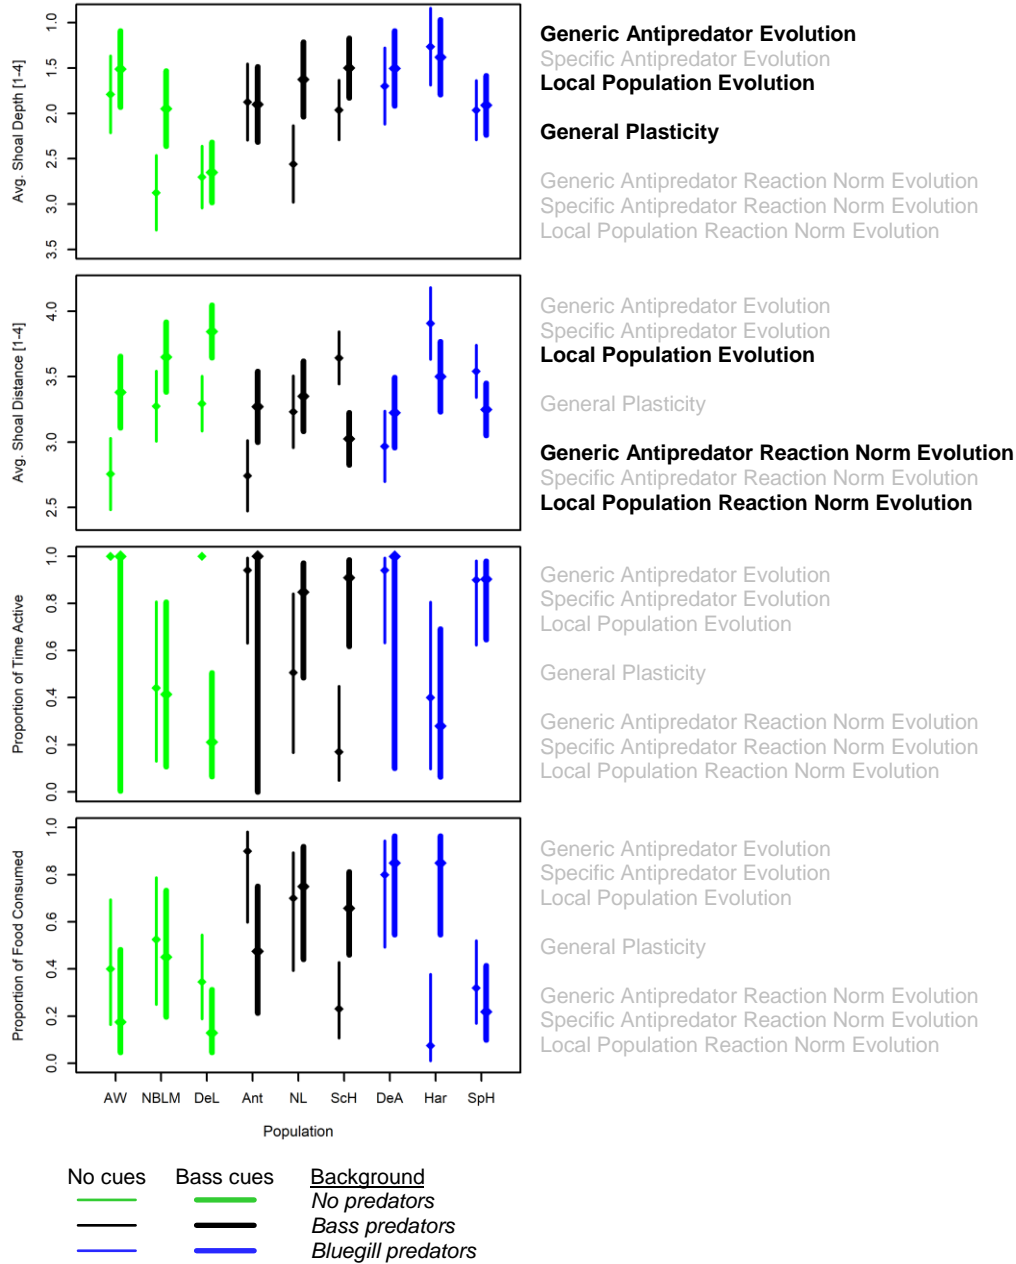 Avg. Shoal Depth [1-4]
1.0
1.5
2.0
2.5
3.0
3.5
Generic Antipredator Evolution
Specific Antipredator Evolution
Local Population Evolution
General Plasticity
Generic Antipredator Reaction Norm Evolution
Specific Antipredator Reaction Norm Evolution
Local Population Reaction Norm Evolution
Avg. Shoal Distance [1-4]
4.0
3.5
3.0
2.5
Generic Antipredator Evolution
Specific Antipredator Evolution
Local Population Evolution
General Plasticity
Generic Antipredator Reaction Norm Evolution
Specific Antipredator Reaction Norm Evolution
Local Population Reaction Norm Evolution
Proportion of Time Active
1.0
0.8
0.6
0.4
0.2
0.0
Generic Antipredator Evolution
Specific Antipredator Evolution
Local Population Evolution
General Plasticity
Generic Antipredator Reaction Norm Evolution
Specific Antipredator Reaction Norm Evolution
Local Population Reaction Norm Evolution
Proportion of Food Consumed
1.0
0.8
0.6
0.4
0.2
0.0
Generic Antipredator Evolution
Specific Antipredator Evolution
Local Population Evolution
General Plasticity
Generic Antipredator Reaction Norm Evolution
Specific Antipredator Reaction Norm Evolution
Local Population Reaction Norm Evolution
AW NBLM DeL Ant NL ScH DeA Har SpH
Population
No cues Bass cues Background
No predators
Bass predators
Bluegill predators